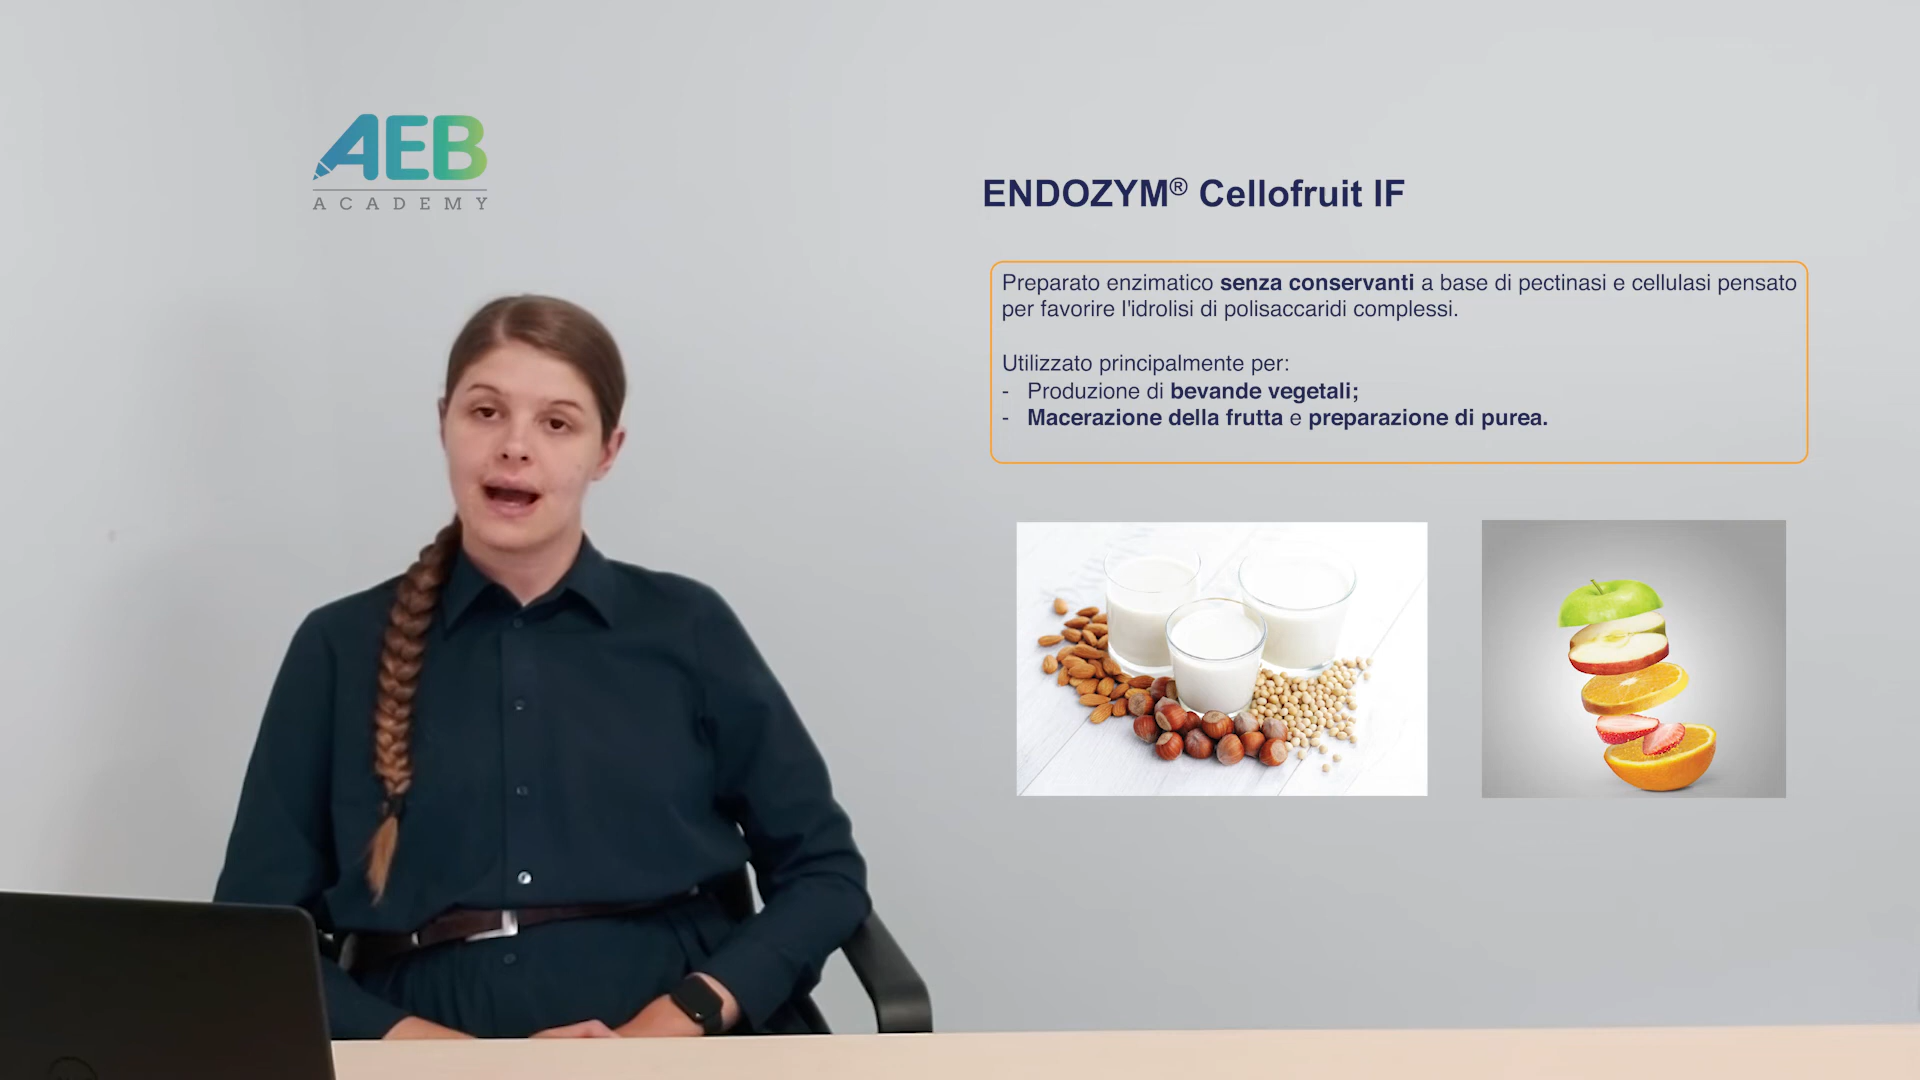 AEB
ACADEMY
ENDOZYM® Cellofruit IF
Preparato enzimatico senza conservanti a base di pectinasi e cellulasi pensato
per favorire l'idrolisi di polisaccaridi complessi.
Utilizzato principalmente per:
- Produzione di bevande vegetali;
- Macerazione della frutta e preparazione di purea.